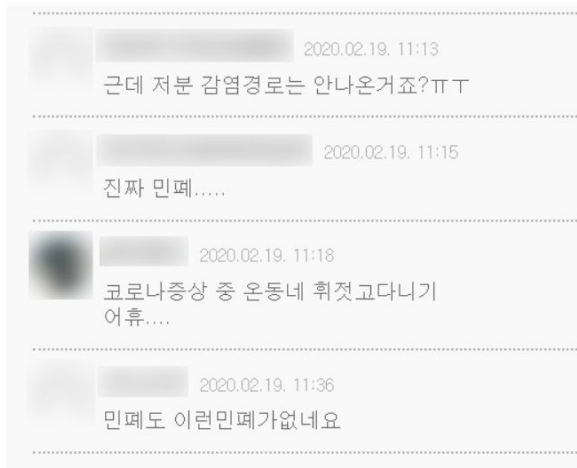 2020.02.19. 11:13
근데 저분 감염경로는 안나온거죠?ㅠㅜ
2020.02.19. 11:15
진짜 민폐.....
2020.02.19. 11:18
코로나증상 중 온동네 휘젓고다니기
어휴....
2020.02.19. 11:36
민폐도 이런민폐가없네요